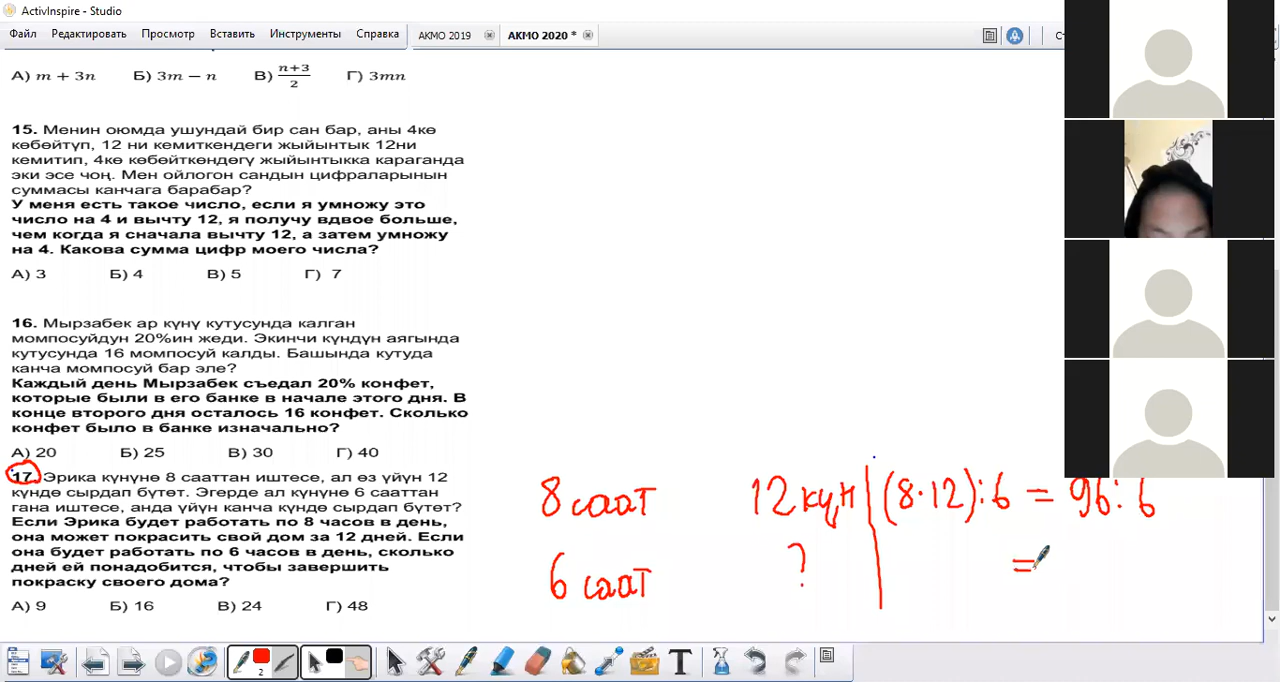 ActivInspire - Studio
Файл Редактировать Просмотр Вставить Инструменты Справка AKMO 2019 AKMO 2020 *
А) m + 3n Б) 3m − n В) n+3/2 Г) 3mn
15. Менин оюмда ушундай бир сан бар, аны 4кө
көбөйтүп, 12 ни кемиткендеги жыйынтык 12ни
кемитип, 4кө көбөйткөндөгү жыйынтыкка караганда
эки эсе чоң. Мен ойлогон сандын цифраларынын
суммасы канчага барабар?
У меня есть такое число, если я умножу это
число на 4 и вычту 12, я получу вдвое больше,
чем когда я сначала вычту 12, а затем умножу
на 4. Какова сумма цифр моего числа?
А) 3 Б) 4 В) 5 Г) 7
16. Мырзабек ар күнү кутусунда калган
момпосуйдун 20%ин жеди. Экинчи күндүн аягында
кутусунда 16 момпосуй калды. Башында кутуда
канча момпосуй бар эле?
Каждый день Мырзабек съедал 20% конфет,
которые были в его банке в начале этого дня. В
конце второго дня осталось 16 конфет. Сколько
конфет было в банке изначально?
А) 20 Б) 25 В) 30 Г) 40
17. Эрика күнүнө 8 сааттан иштесе, ал өз үйүн 12
күндө сырдап бүтөт. Эгерде ал күнүнө 6 сааттан
гана иштесе, анда үйүн канча күндө сырдап бүтөт?
Если Эрика будет работать по 8 часов в день,
она может покрасить свой дом за 12 дней. Если
она будет работать по 6 часов в день, сколько
дней ей понадобится, чтобы завершить
покраску своего дома?
А) 9 Б) 16 В) 24 Г) 48
8 саат 12 күн (8·12):6 = 96:6
6 саат ? =
2